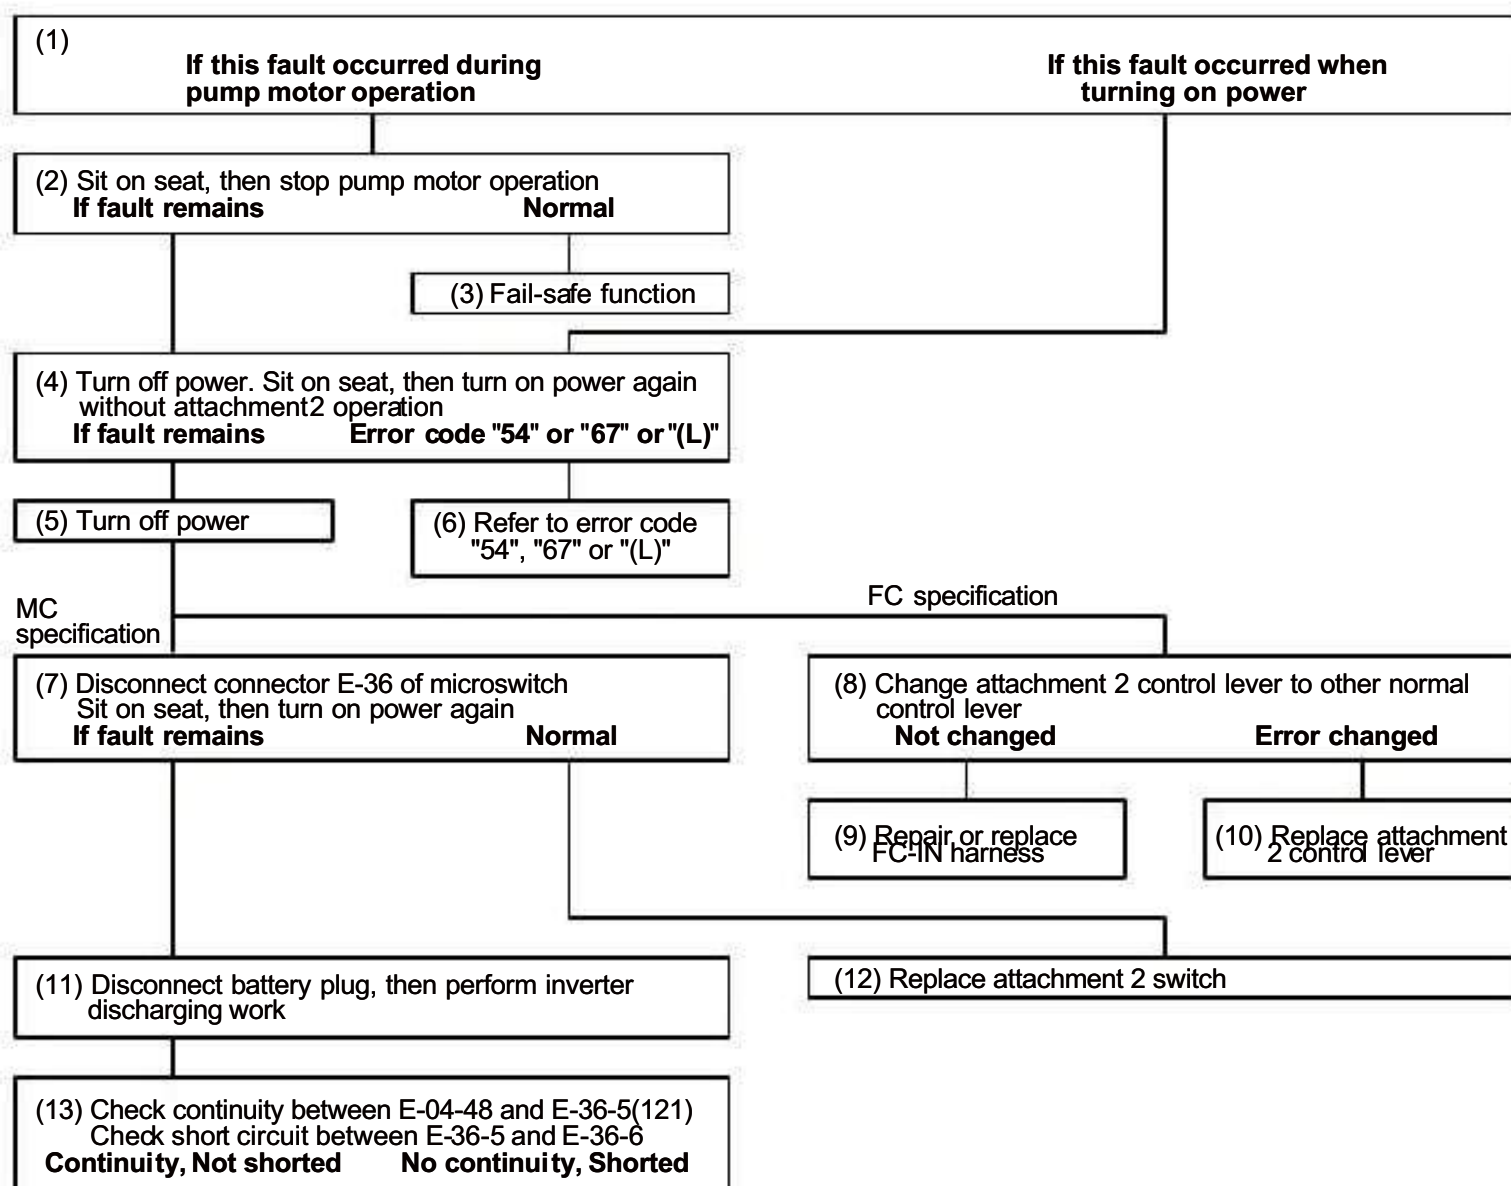 (1)
If this fault occurred during
pump motor operation
If this fault occurred when
turning on power
(2) Sit on seat, then stop pump motor operation
If fault remains Normal
(3) Fail-safe function
(4) Turn off power. Sit on seat, then turn on power again
without attachment2 operation
If fault remains Error code "54" or "67" or "(L)"
(5) Turn off power
(6) Refer to error code
"54", "67" or "(L)"
MC
specification
FC specification
(7) Disconnect connector E-36 of microswitch
Sit on seat, then turn on power again
If fault remains Normal
(8) Change attachment 2 control lever to other normal
control lever
Not changed Error changed
(9) Repair or replace
FC-IN harness
(10) Replace attachment
2 control lever
(11) Disconnect battery plug, then perform inverter
discharging work
(12) Replace attachment 2 switch
(13) Check continuity between E-04-48 and E-36-5(121)
Check short circuit between E-36-5 and E-36-6
Continuity, Not shorted No continuity, Shorted